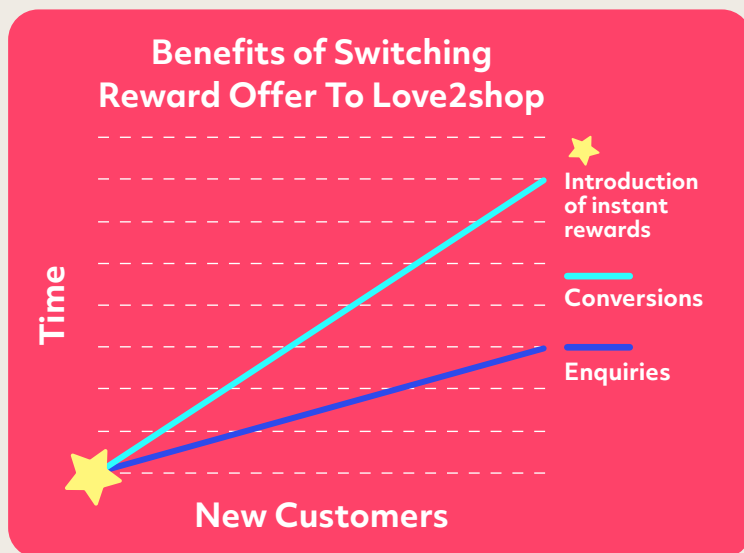 Benefits of Switching
Reward Offer To Love2shop
Introduction
of instant
rewards
Conversions
Enquiries
Time
New Customers